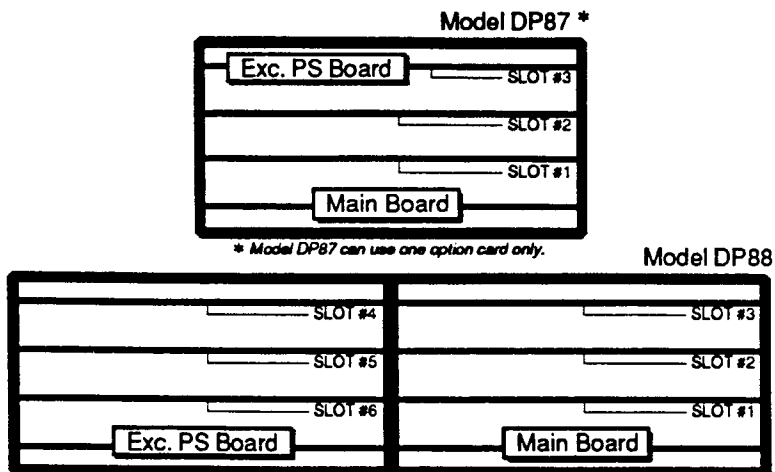 Model DP87 *
Exc. PS Board
SLOT #3
SLOT #2
SLOT #1
Main Board
* Model DP87 can use one option card only.
Model DP88
SLOT #4
SLOT #3
SLOT #5
SLOT #2
SLOT #6
SLOT #1
Exc. PS Board
Main Board